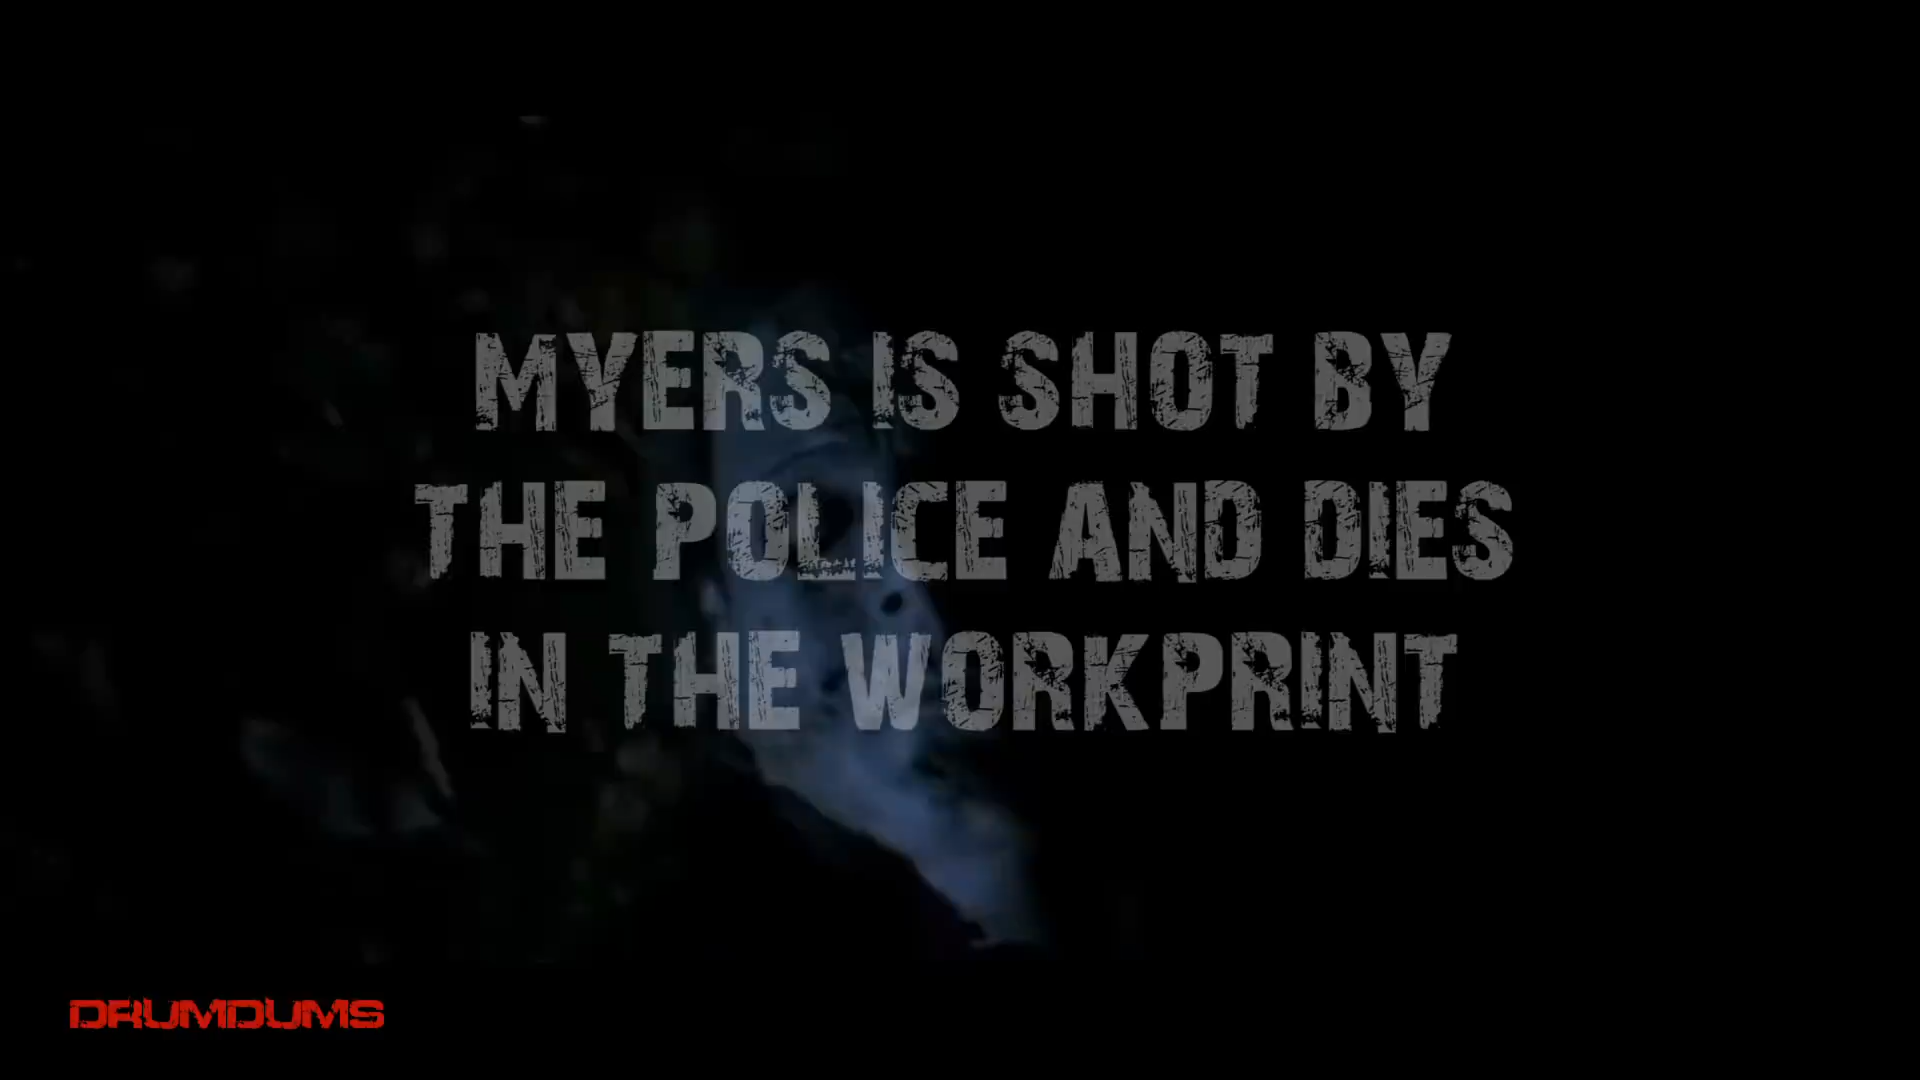 MYERS IS SHOT BY
THE POLICE AND DIES
IN THE WORKPRINT
DRUMDUMS